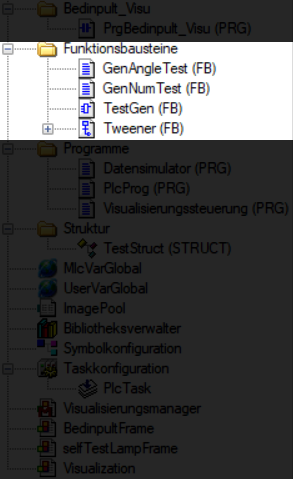 Bedinpult_Visu
PrgBedinpult_Visu (PRG)
Funktionsbausteine
GenAngleTest (FB)
GenNumTest (FB)
TestGen (FB)
Tweener (FB)
Programme
Datensimulator (PRG)
PlcProg (PRG)
Visualisierungssteuerung (PRG)
Struktur
TestStruct (STRUCT)
MlcVarGlobal
UserVarGlobal
ImagePool
Bibliotheksverwalter
Symbolkonfiguration
Taskkonfiguration
PlcTask
Visualisierungsmanager
BedinpultFrame
selfTestLampFrame
Visualization